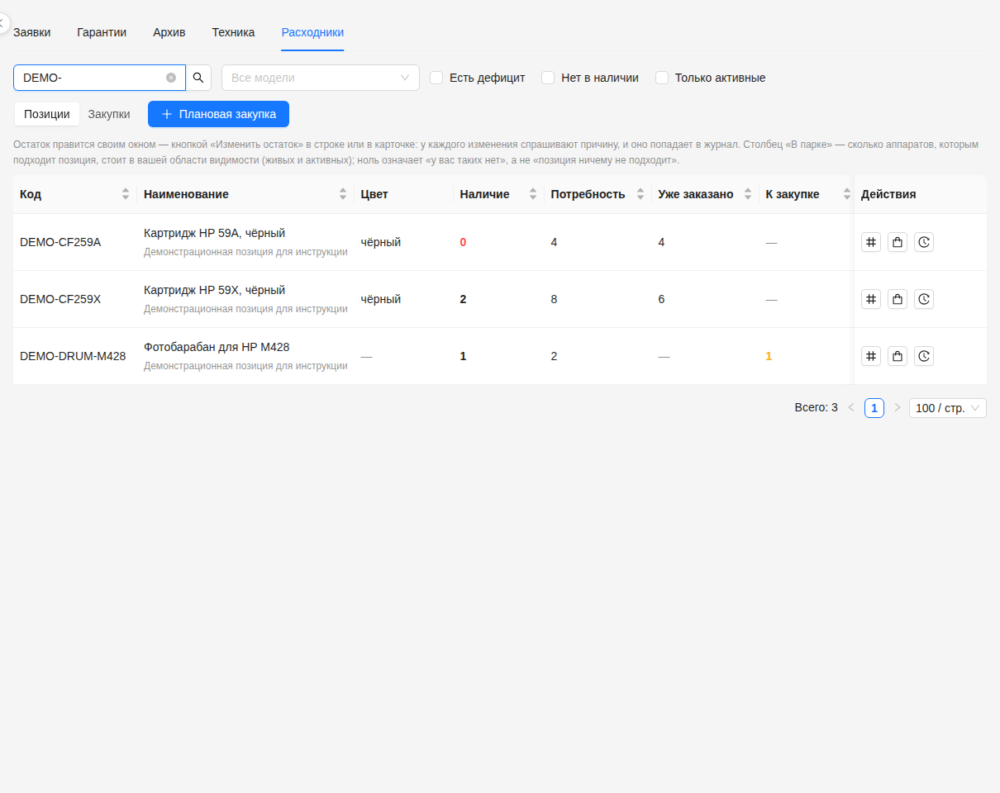 Заявки Гарантии Архив Техника Расходники
DEMO- Все модели Есть дефицит Нет в наличии Только активные
Позиции Закупки Плановая закупка
Остаток правится своим окном — кнопкой «Изменить остаток» в строке или в карточке: у каждого изменения спрашивают причину, и оно попадает в журнал. Столбец «В парке» — сколько аппаратов, которым
подходит позиция, стоит в вашей области видимости (живых и активных); ноль означает «у вас таких нет», а не «позиция ничему не подходит».
Код Наименование Цвет Наличие Потребность Уже заказано К закупке Действия
DEMO-CF259A Картридж HP 59A, чёрный чёрный 0 4 4 —
Демонстрационная позиция для инструкции
DEMO-CF259X Картридж HP 59X, чёрный чёрный 2 8 6 —
Демонстрационная позиция для инструкции
DEMO-DRUM-M428 Фотобарабан для HP M428 — 1 2 — 1
Демонстрационная позиция для инструкции
Всего: 3 1 100 / стр.